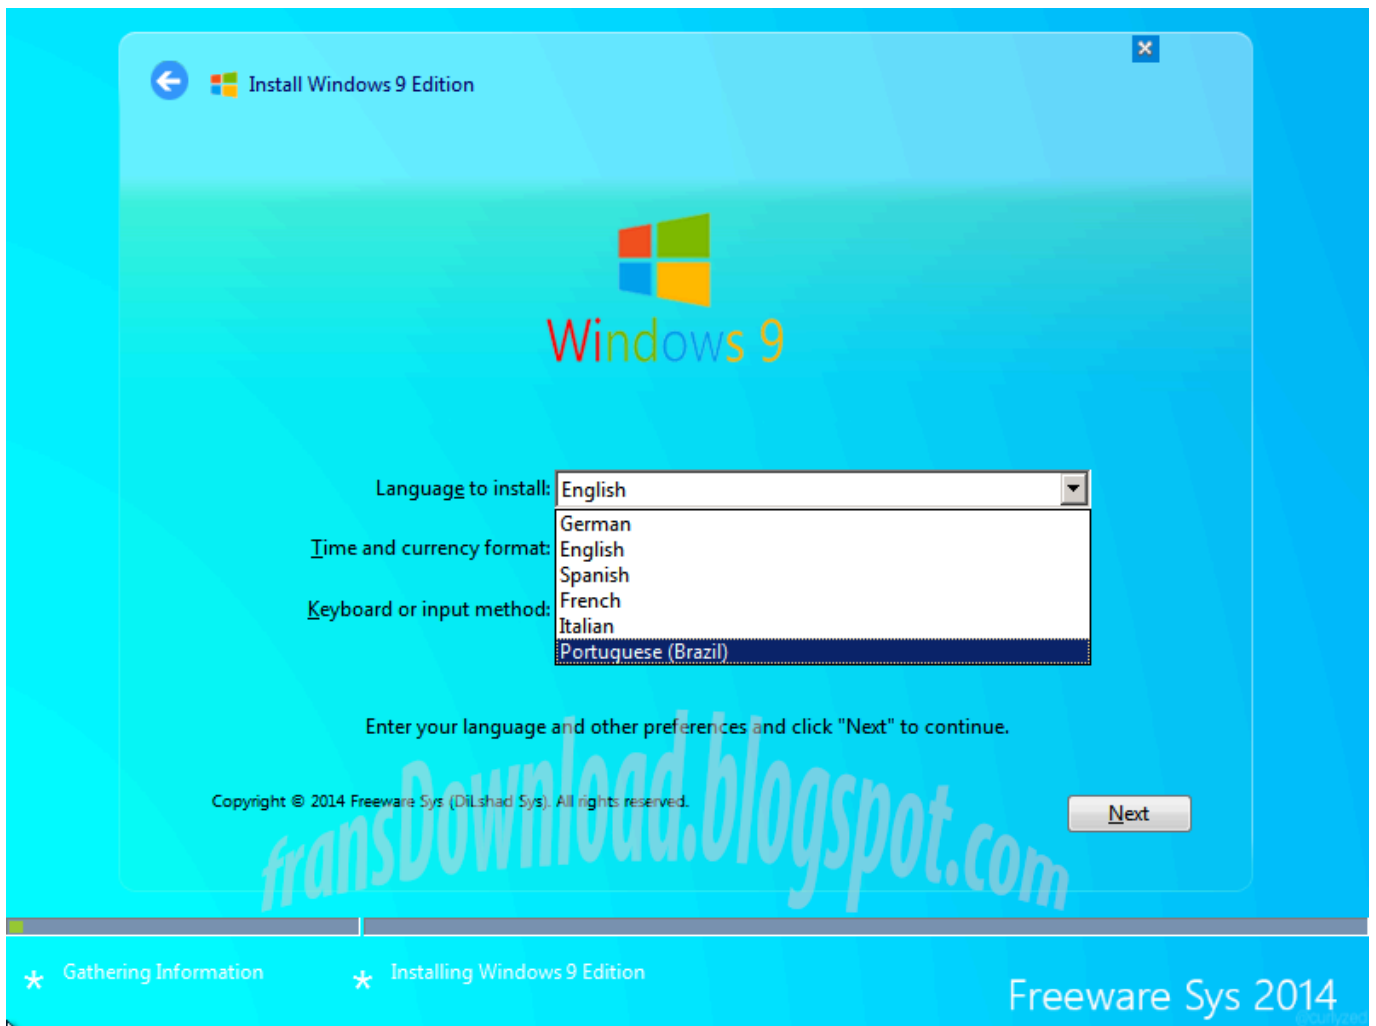 Install Windows 9 Edition
Windows 9
Language to install: English
German
Time and currency format: English
Spanish
Keyboard or input method: French
Italian
Portuguese (Brazil)
Enter your language and other preferences and click "Next" to continue.
Copyright © 2014 Freeware Sys (DiLshad Sys). All rights reserved.
Next
fransDownload.blogspot.com
Gathering Information
Installing Windows 9 Edition
Freeware Sys 2014
@curlyzed